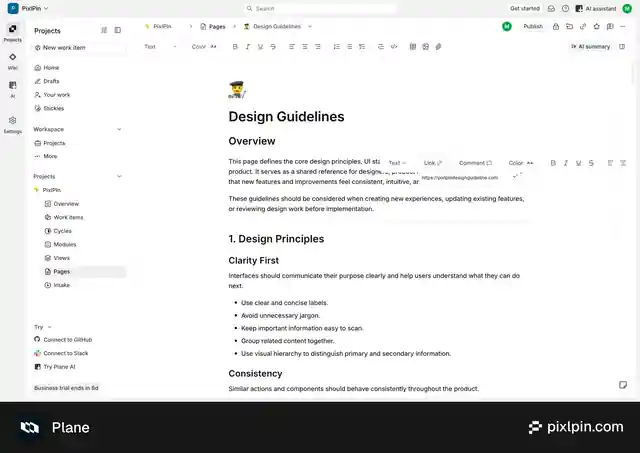 PixlPin
Search
Get started
AI assistant
M
Projects
Wiki
AI
Settings
Projects
New work item
Home
Drafts
Your work
Stickies
Workspace
Projects
More
Projects
PixlPin
Overview
Work items
Cycles
Modules
Views
Pages
Intake
Try
Connect to GitHub
Connect to Slack
Try Plane AI
Business trial ends in 8d
PixlPin
Pages
Design Guidelines
M
Publish
Text
Color
B
I
U
S
AI summary
Design Guidelines
Overview
This page defines the core design principles, UI sta
product. It serves as a shared reference for designe
that new features and improvements feel consistent, intuitive, ar
Text
Link
Comment
Color
B
I
U
S
These guidelines should be considered when creating new experiences, updating existing features,
or reviewing design work before implementation.
1. Design Principles
Clarity First
Interfaces should communicate their purpose clearly and help users understand what they can do
next.
• Use clear and concise labels.
• Avoid unnecessary jargon.
• Keep important information easy to scan.
• Group related content together.
• Use visual hierarchy to distinguish primary and secondary information.
Consistency
Similar actions and components should behave consistently throughout the product.
Plane
pixlpin.com